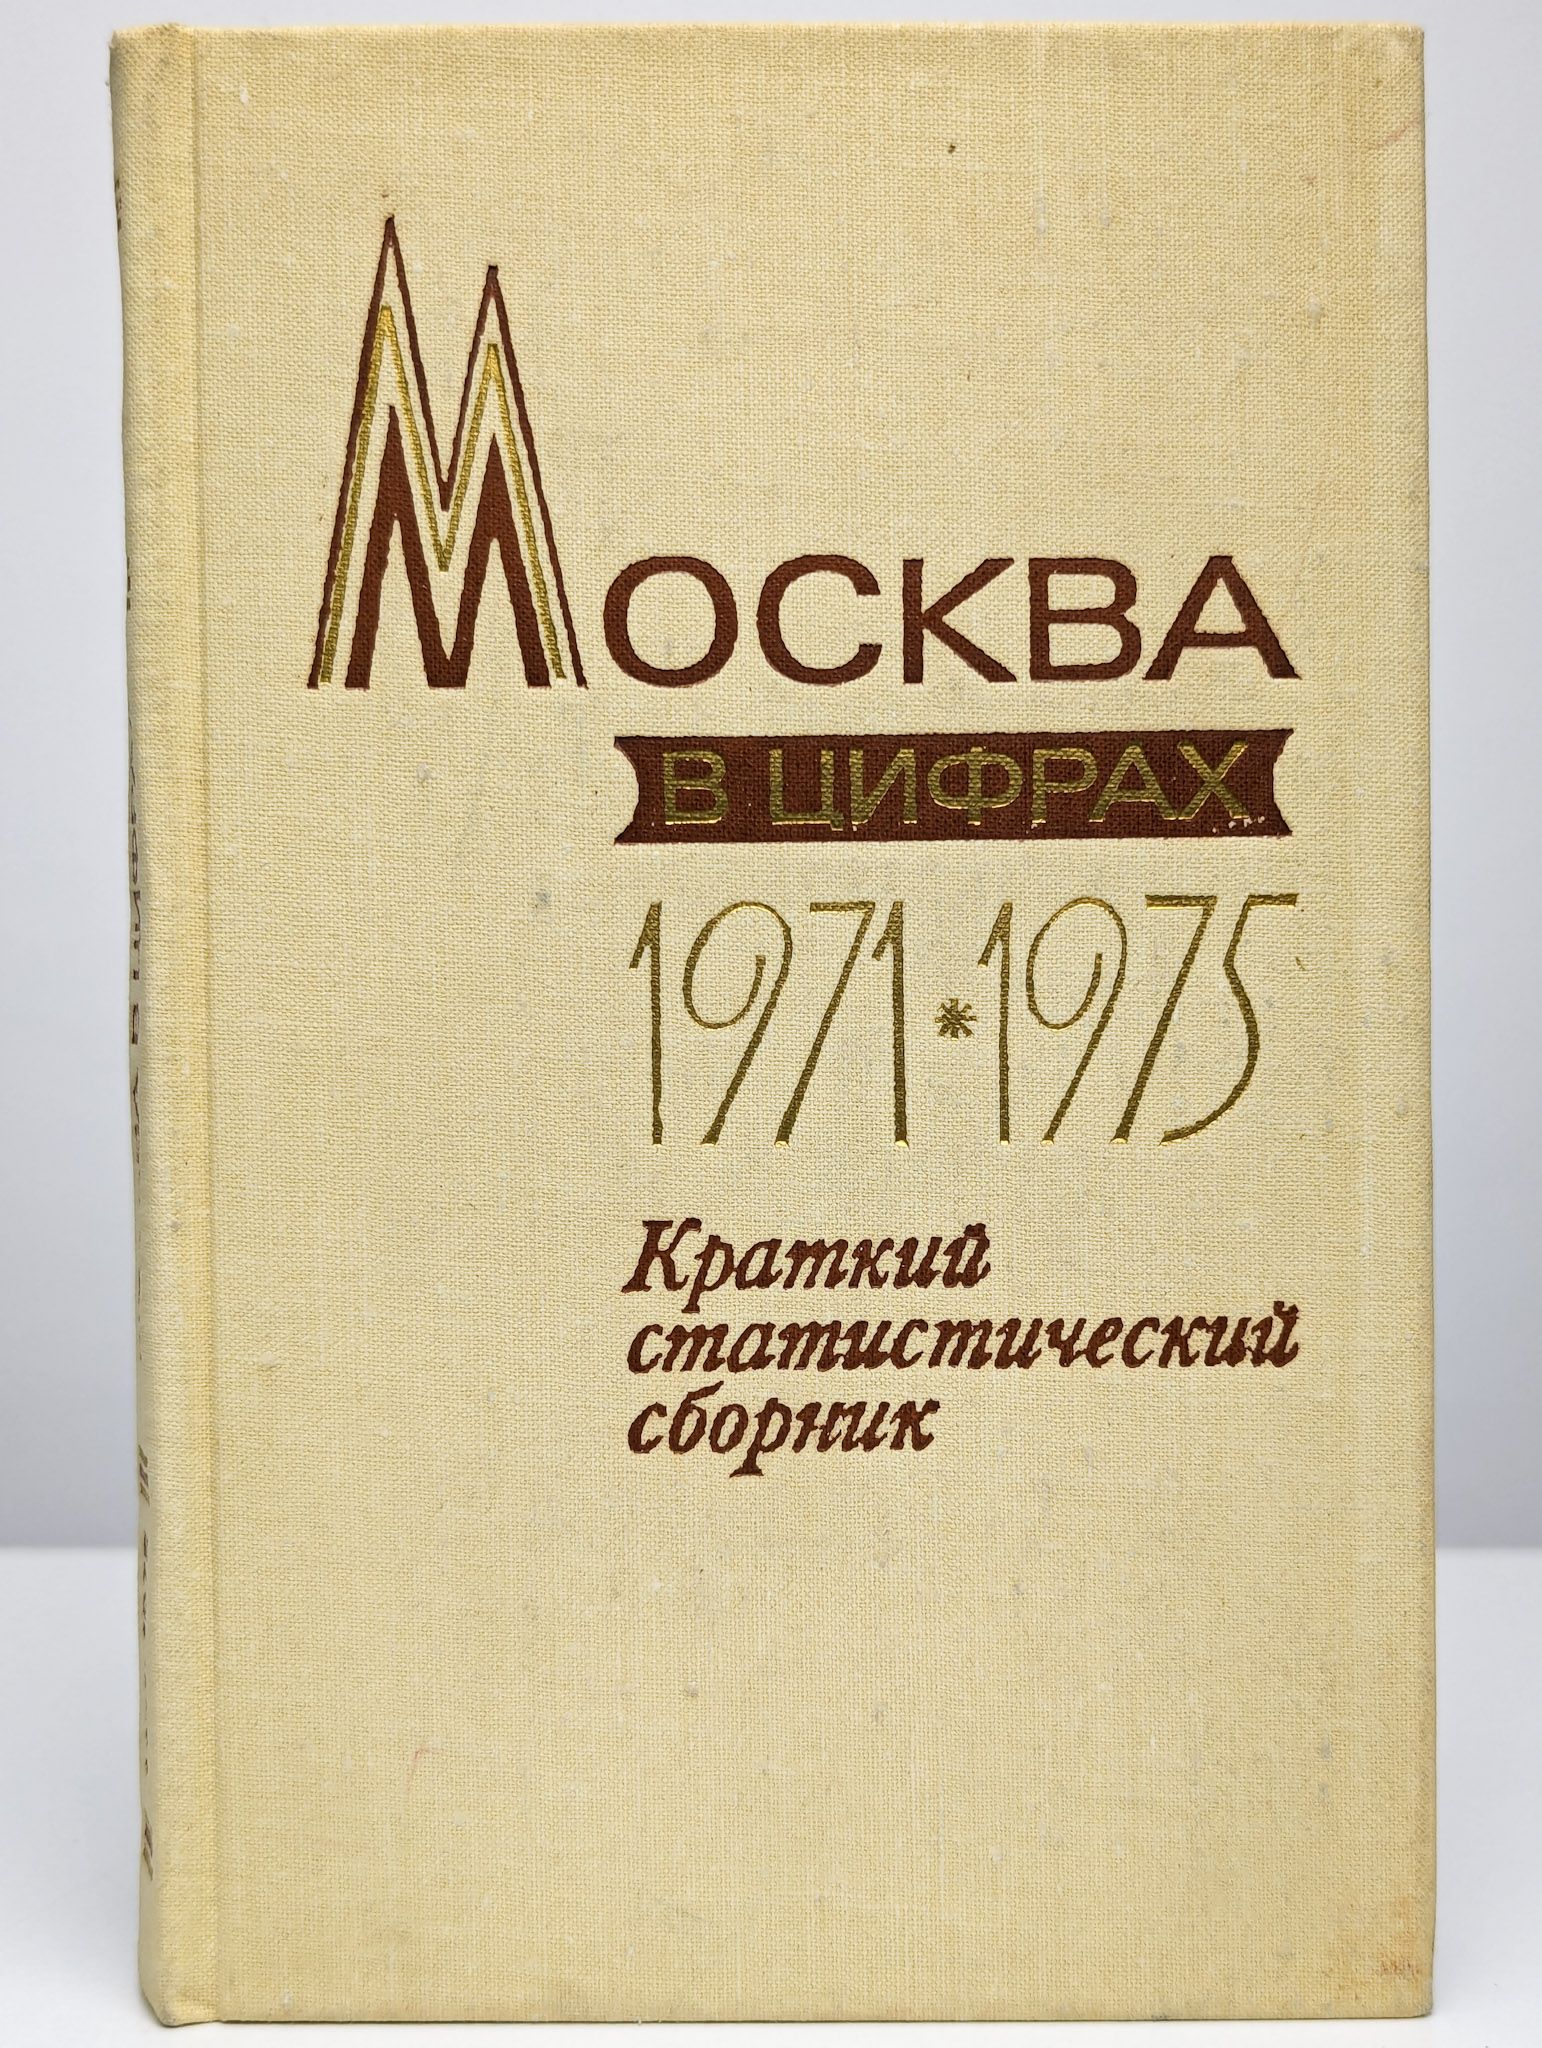 Москва
в цифрах
1971*1975
Краткий
статистический
сборник